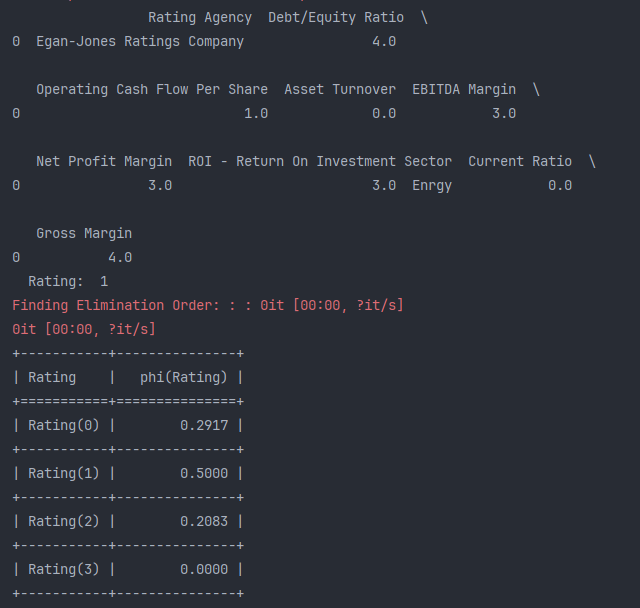 Rating Agency  Debt/Equity Ratio  \
0  Egan-Jones Ratings Company                4.0

   Operating Cash Flow Per Share  Asset Turnover  EBITDA Margin  \
0                            1.0             0.0            3.0

   Net Profit Margin  ROI - Return On Investment Sector  Current Ratio  \
0                3.0                         3.0  Enrgy            0.0

   Gross Margin
0           4.0
  Rating:  1
Finding Elimination Order: : : 0it [00:00, ?it/s]
0it [00:00, ?it/s]
+-----------+---------------+
| Rating    |   phi(Rating) |
+===========+===============+
| Rating(0) |        0.2917 |
+-----------+---------------+
| Rating(1) |        0.5000 |
+-----------+---------------+
| Rating(2) |        0.2083 |
+-----------+---------------+
| Rating(3) |        0.0000 |
+-----------+---------------+